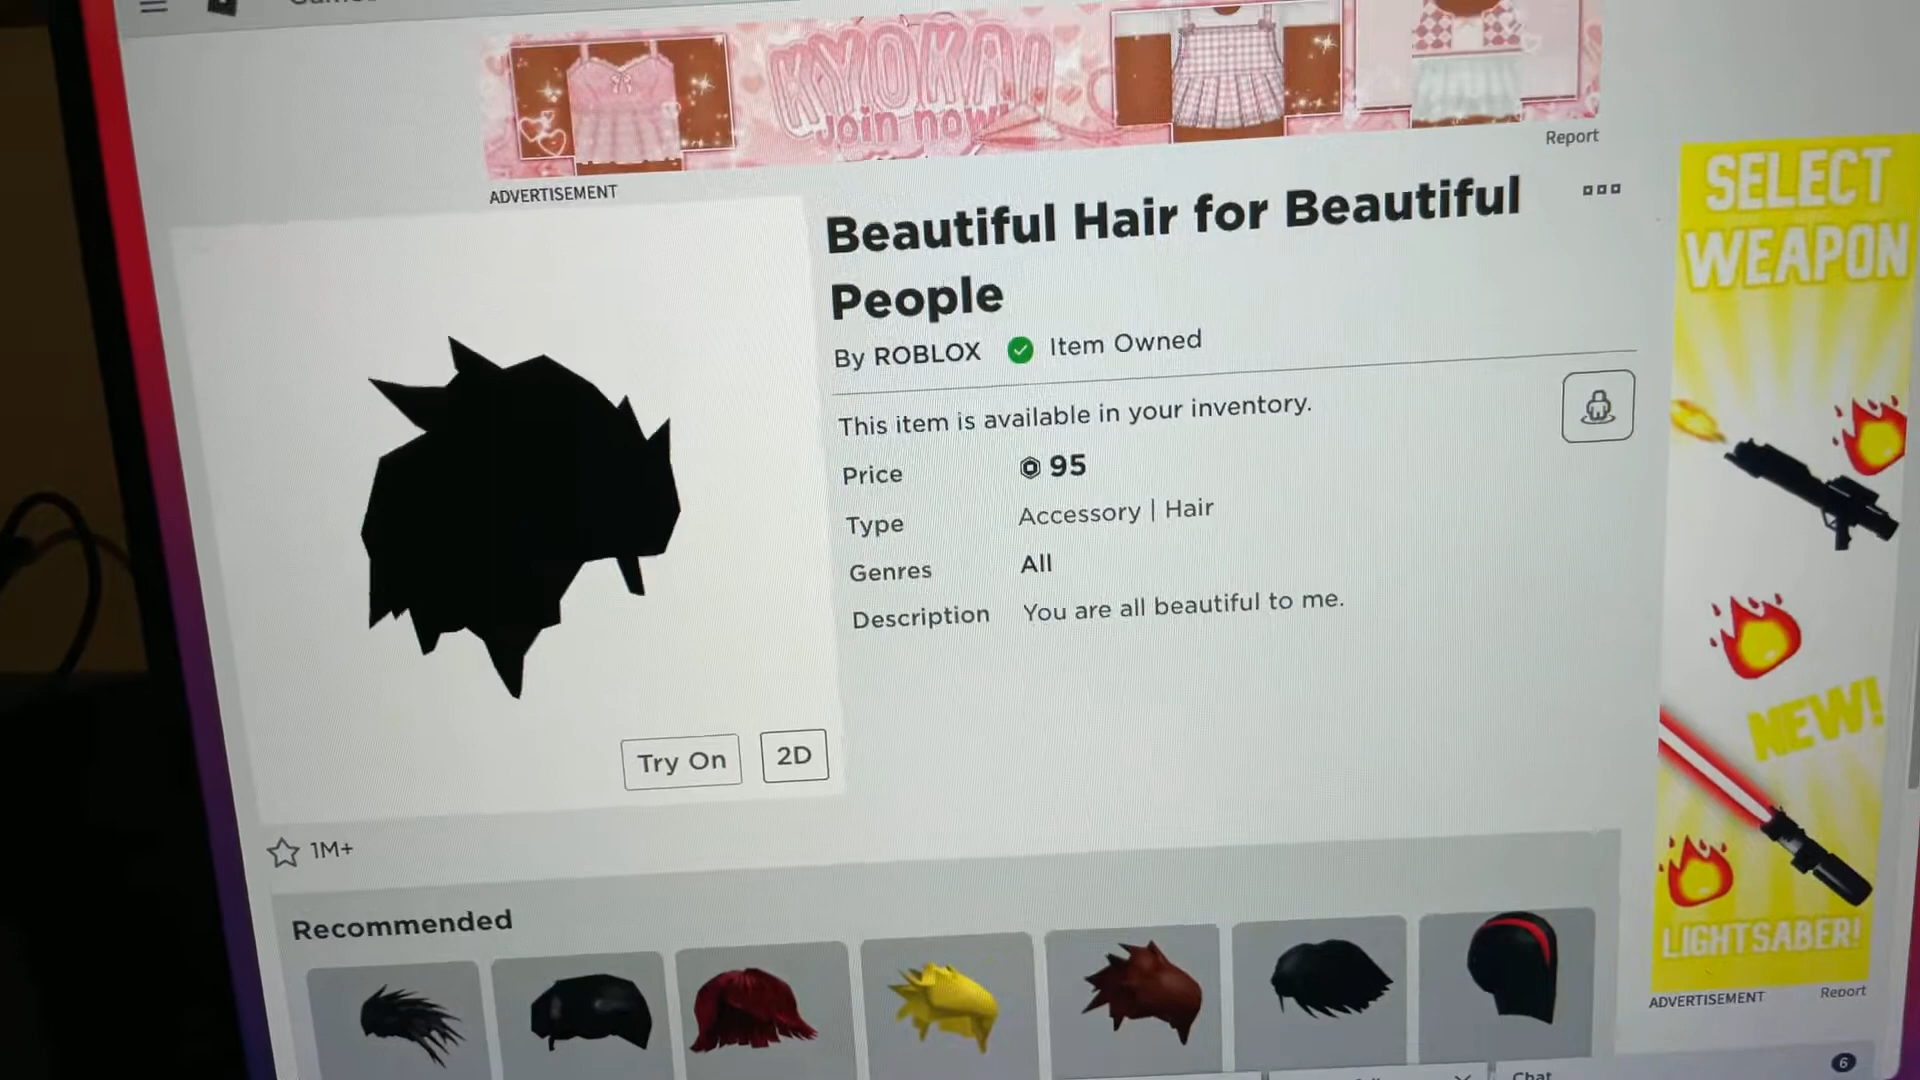 KYOKAI
Join now!
Report
ADVERTISEMENT
Beautiful Hair for Beautiful
People
By ROBLOX Item Owned
This item is available in your inventory.
Price 95
Type Accessory | Hair
Genres All
Description You are all beautiful to me.
Try On 2D
1M+
Recommended
SELECT
WEAPON
NEW!
LIGHTSABER!
ADVERTISEMENT Report
6
Chat